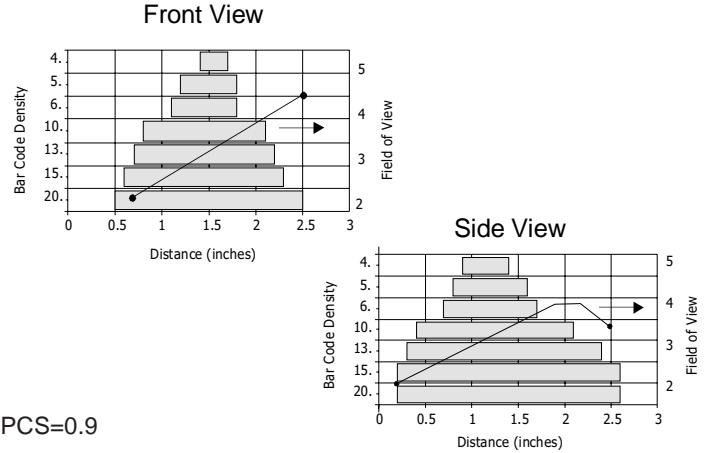 Front View
Bar Code Density
4.
5.
6.
10.
13.
15.
20.
5
4
3
2
Field of View
0 0.5 1 1.5 2 2.5 3
Distance (inches)
Side View
Bar Code Density
4.
5.
6.
10.
13.
15.
20.
5
4
3
2
Field of View
0 0.5 1 1.5 2 2.5 3
Distance (inches)
PCS=0.9